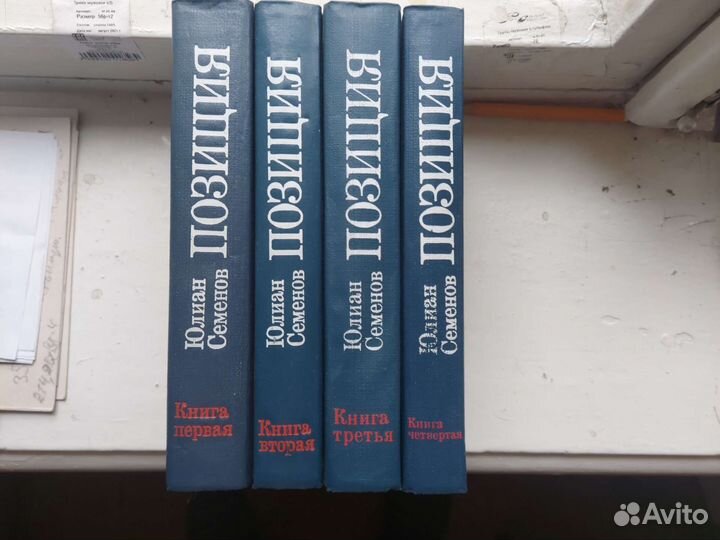 Юлиан
Семенов
ПОЗИЦИЯ
Книга
первая
Юлиан
Семенов
ПОЗИЦИЯ
Книга
вторая
Юлиан
Семенов
ПОЗИЦИЯ
Книга
третья
Юлиан
Семенов
ПОЗИЦИЯ
Книга
четвертая
Avito